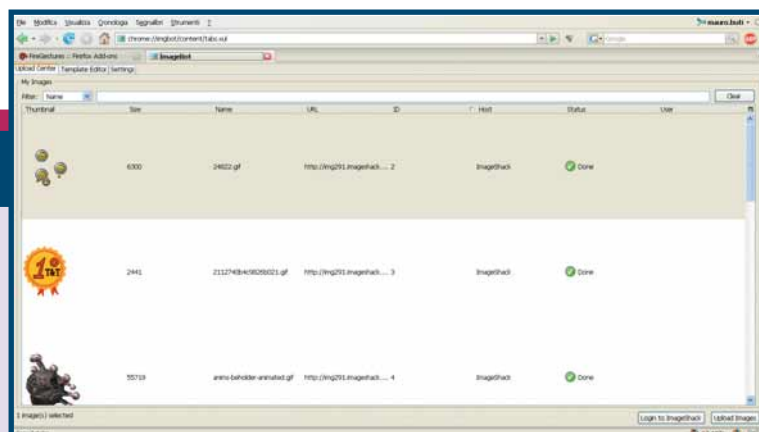 File Modifica Visualizza Cronologia Segnalibri Strumenti ?
mauro.buti
chrome://imgbot/content/tabs.xul
Google
FireGestures :: Firefox Add-ons ImageBot
Upload Center Template Editor Settings
My Images
Filter: Name Clear
Thumbnail Size Name URL ID Host Status User
6300 24822.gif http://img291.imageshack.... 2 ImageShack Done
1° T&T
2441 http://img291.imageshack.... 3 ImageShack Done
55719 animo-beholder-animated.gif http://img291.imageshack.... 4 ImageShack Done
1 image(s) selected Login to ImageShack Upload Images